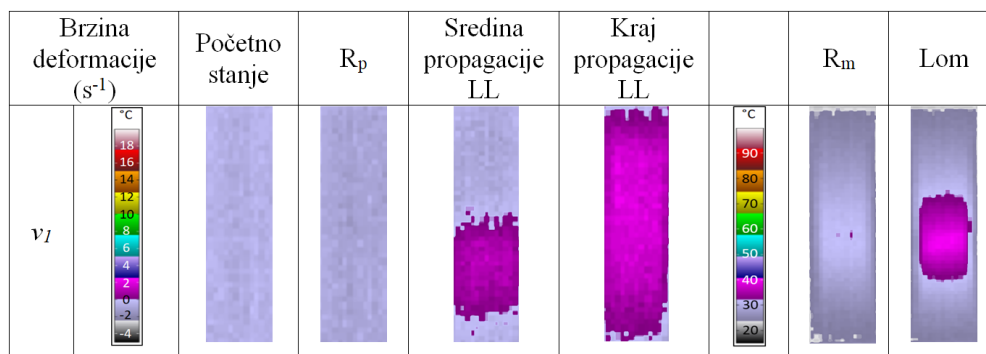 Brzina
deformacije
(s⁻¹)
Početno
stanje
Rₚ
Sredina
propagacije
LL
Kraj
propagacije
LL
Rₘ
Lom
v₁
°C
18
16
14
12
10
8
6
4
2
0
-2
-4
°C
90
80
70
60
50
40
30
20